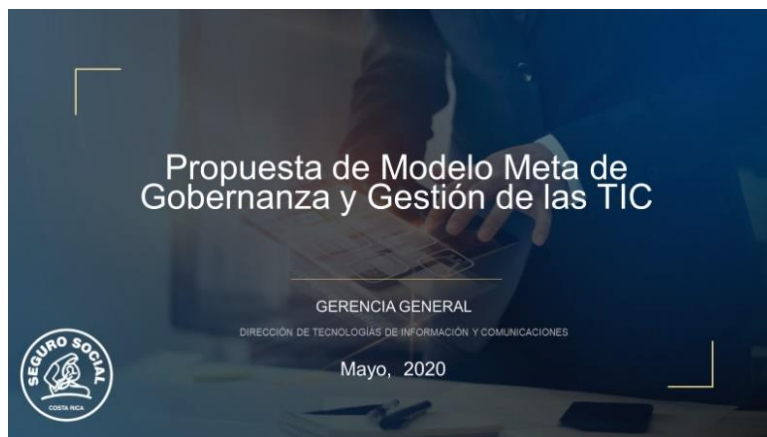 Propuesta de Modelo Meta de
Gobernanza y Gestión de las TIC
GERENCIA GENERAL
DIRECCIÓN DE TECNOLOGÍAS DE INFORMACIÓN Y COMUNICACIONES
Mayo, 2020
SEGURO SOCIAL
COSTA RICA